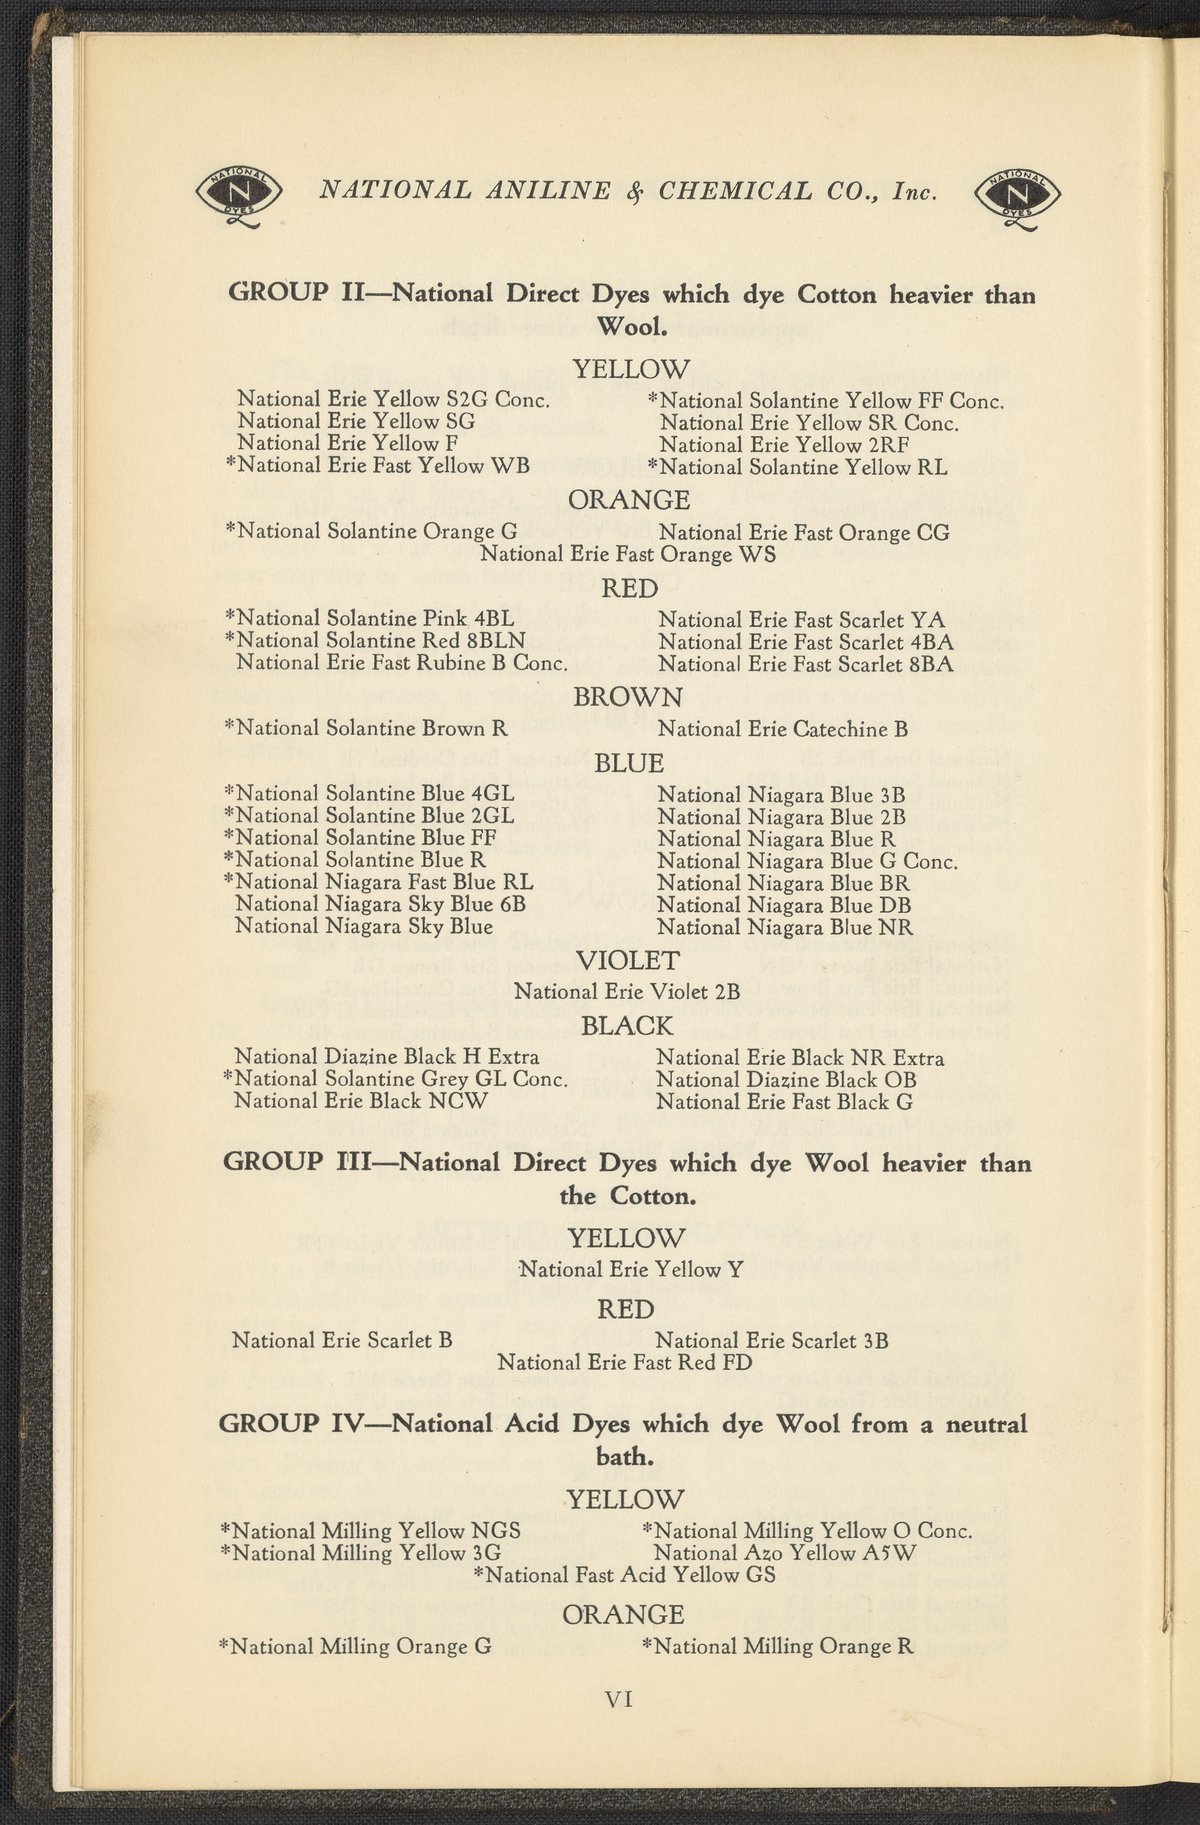 NATIONAL N DYES NATIONAL ANILINE & CHEMICAL CO., Inc. NATIONAL N DYES
GROUP II—National Direct Dyes which dye Cotton heavier than
Wool.
YELLOW
National Erie Yellow S2G Conc. *National Solantine Yellow FF Conc.
National Erie Yellow SG National Erie Yellow SR Conc.
National Erie Yellow F National Erie Yellow 2RF
*National Erie Fast Yellow WB *National Solantine Yellow RL
ORANGE
*National Solantine Orange G National Erie Fast Orange CG
National Erie Fast Orange WS
RED
*National Solantine Pink 4BL National Erie Fast Scarlet YA
*National Solantine Red 8BLN National Erie Fast Scarlet 4BA
National Erie Fast Rubine B Conc. National Erie Fast Scarlet 8BA
BROWN
*National Solantine Brown R National Erie Catechine B
BLUE
*National Solantine Blue 4GL National Niagara Blue 3B
*National Solantine Blue 2GL National Niagara Blue 2B
*National Solantine Blue FF National Niagara Blue R
*National Solantine Blue R National Niagara Blue G Conc.
*National Niagara Fast Blue RL National Niagara Blue BR
National Niagara Sky Blue 6B National Niagara Blue DB
National Niagara Sky Blue National Niagara Blue NR
VIOLET
National Erie Violet 2B
BLACK
National Diazine Black H Extra National Erie Black NR Extra
*National Solantine Grey GL Conc. National Diazine Black OB
National Erie Black NCW National Erie Fast Black G
GROUP III—National Direct Dyes which dye Wool heavier than
the Cotton.
YELLOW
National Erie Yellow Y
RED
National Erie Scarlet B National Erie Scarlet 3B
National Erie Fast Red FD
GROUP IV—National Acid Dyes which dye Wool from a neutral
bath.
YELLOW
*National Milling Yellow NGS *National Milling Yellow O Conc.
*National Milling Yellow 3G National Azo Yellow A5W
*National Fast Acid Yellow GS
ORANGE
*National Milling Orange G *National Milling Orange R
VI